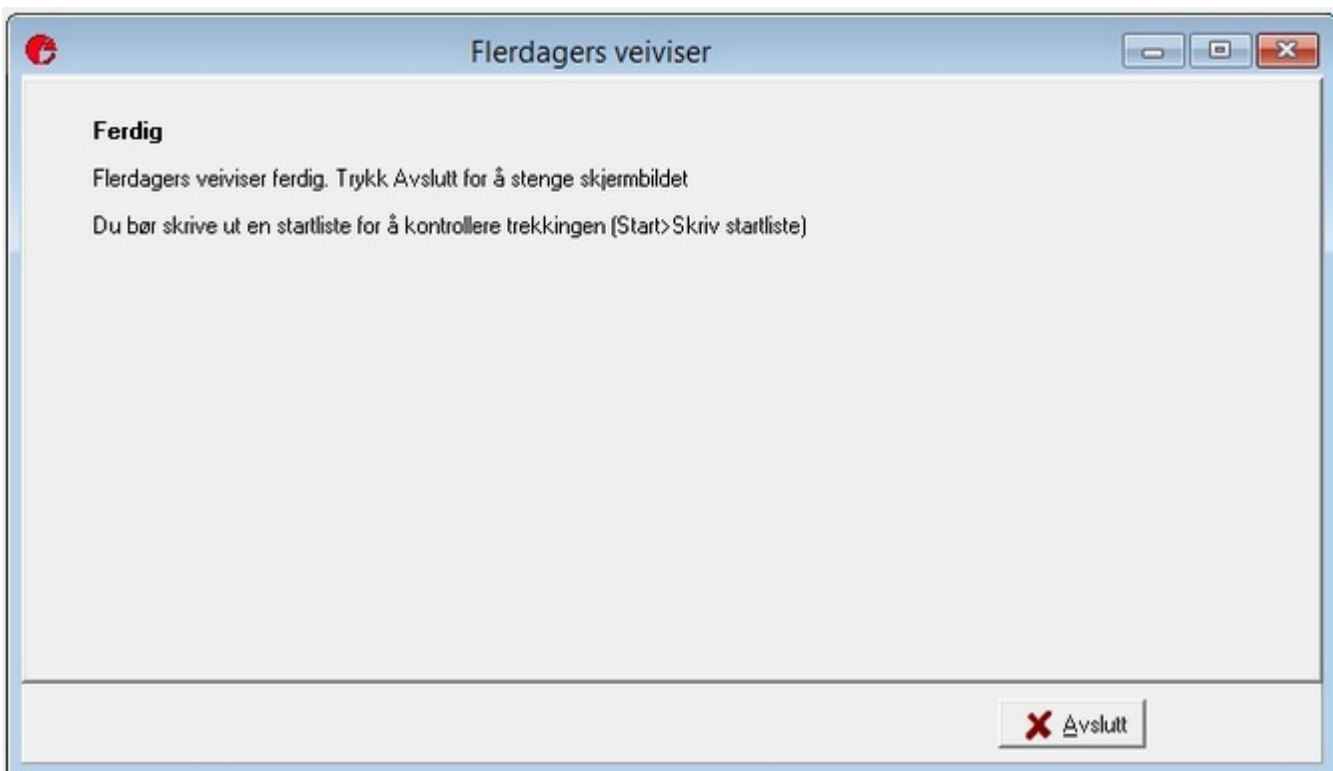 Flerdagers veiviser
Ferdig
Flerdagers veiviser ferdig. Trykk Avslutt for å stenge skjermbildet
Du bør skrive ut en startliste for å kontrollere trekkingen (Start>Skriv startliste)
Avslutt